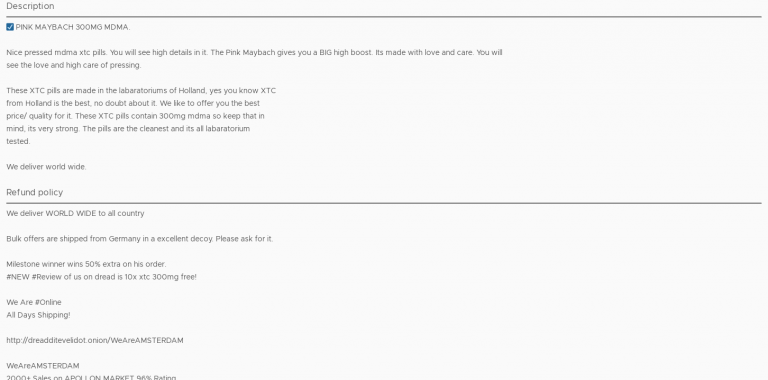 Description
PINK MAYBACH 300MG MDMA.
Nice pressed mdma xtc pills. You will see high details in it. The Pink Maybach gives you a BIG high boost. Its made with love and care. You will
see the love and high care of pressing.
These XTC pills are made in the labaratoriums of Holland, yes you know XTC
from Holland is the best, no doubt about it. We like to offer you the best
price/ quality for it. These XTC pills contain 300mg mdma so keep that in
mind, its very strong. The pills are the cleanest and its all labaratorium
tested.
We deliver world wide.
Refund policy
We deliver WORLD WIDE to all country
Bulk offers are shipped from Germany in a excellent decoy. Please ask for it.
Milestone winner wins 50% extra on his order.
#NEW #Review of us on dread is 10x xtc 300mg free!
We Are #Online
All Days Shipping!
http://dreadditevelidot.onion/WeAreAMSTERDAM
WeAreAMSTERDAM
2000+ Sales on APOLLON MARKET 96% Rating